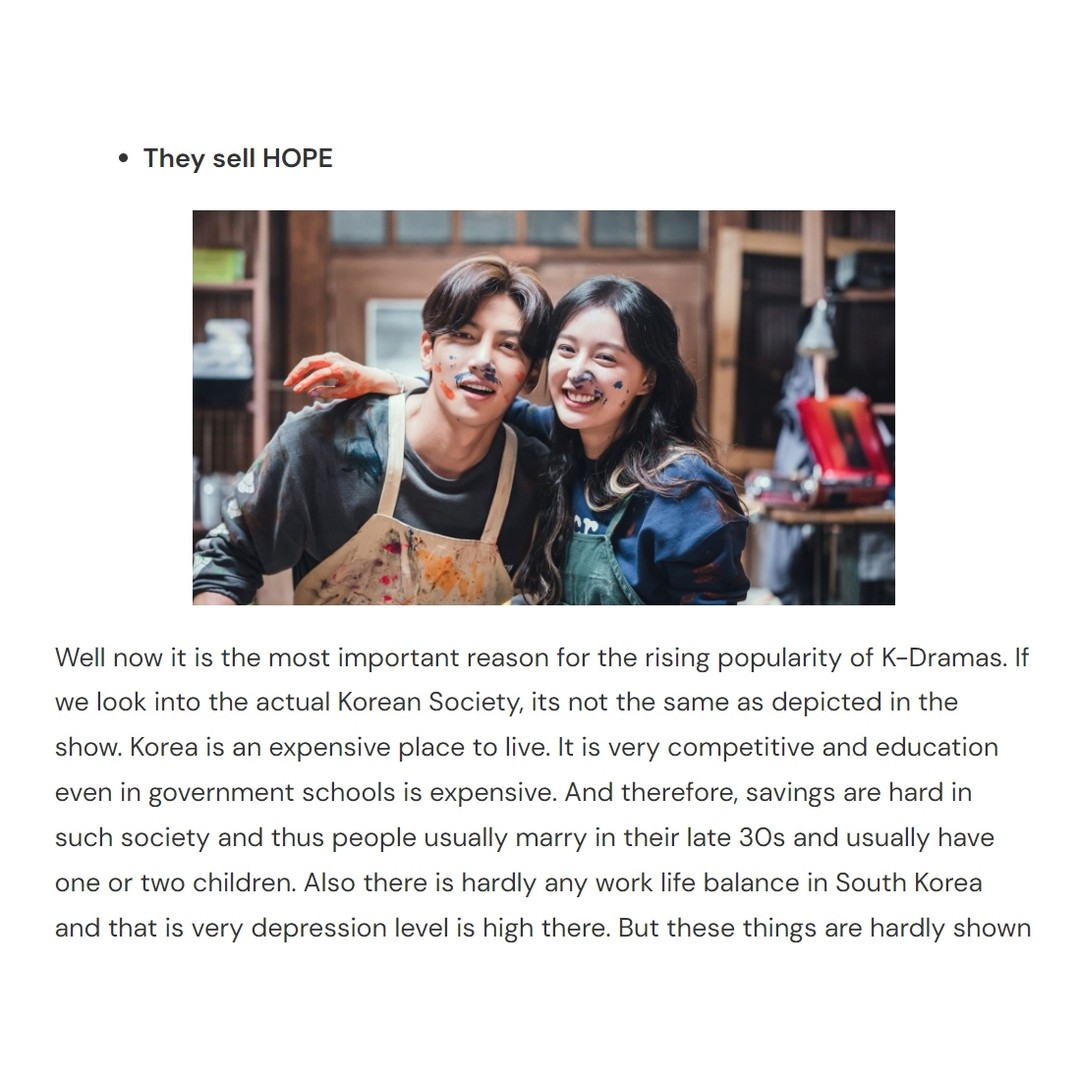 • They sell HOPE
Well now it is the most important reason for the rising popularity of K-Dramas. If
we look into the actual Korean Society, its not the same as depicted in the
show. Korea is an expensive place to live. It is very competitive and education
even in government schools is expensive. And therefore, savings are hard in
such society and thus people usually marry in their late 30s and usually have
one or two children. Also there is hardly any work life balance in South Korea
and that is very depression level is high there. But these things are hardly shown